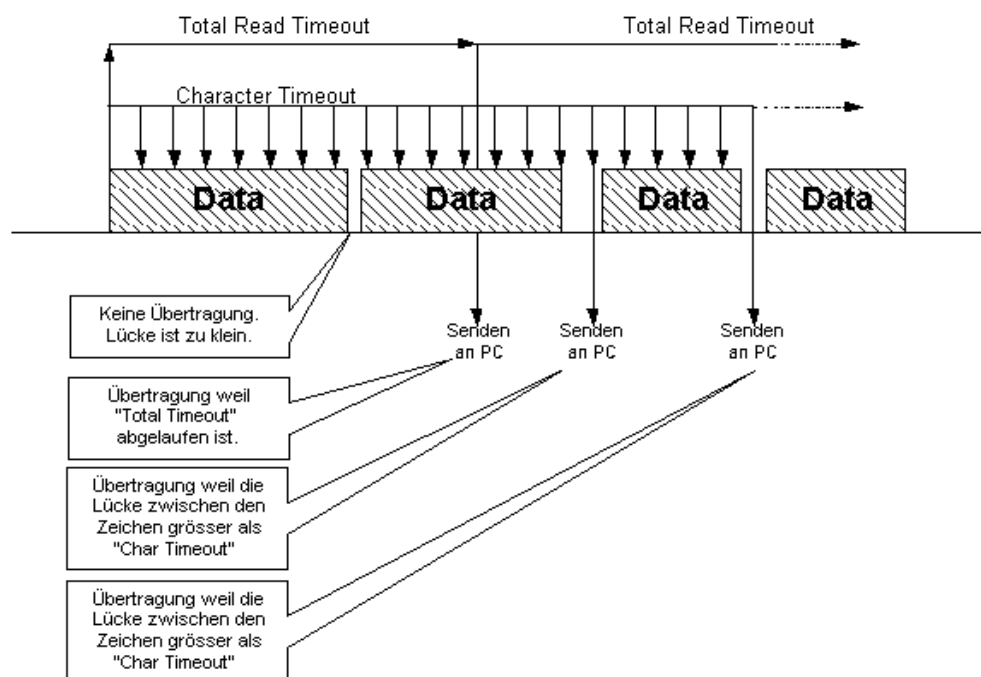 Total Read Timeout
Total Read Timeout
Character Timeout
Data
Data
Data
Data
Keine Übertragung.
Lücke ist zu klein.
Senden
an PC
Senden
an PC
Senden
an PC
Übertragung weil
"Total Timeout"
abgelaufen ist.
Übertragung weil die
Lücke zwischen den
Zeichen grösser als
"Char Timeout"
Übertragung weil die
Lücke zwischen den
Zeichen grösser als
"Char Timeout"